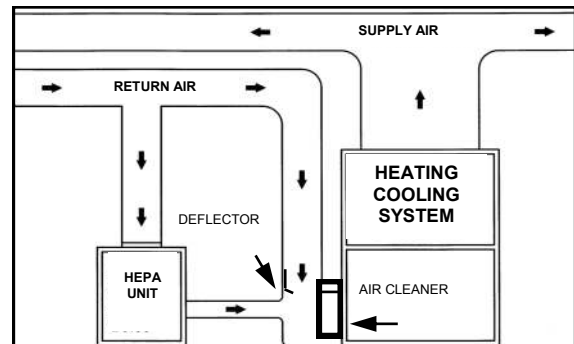 SUPPLY AIR
RETURN AIR
DEFLECTOR
HEATING
COOLING
SYSTEM
HEPA
UNIT
AIR CLEANER